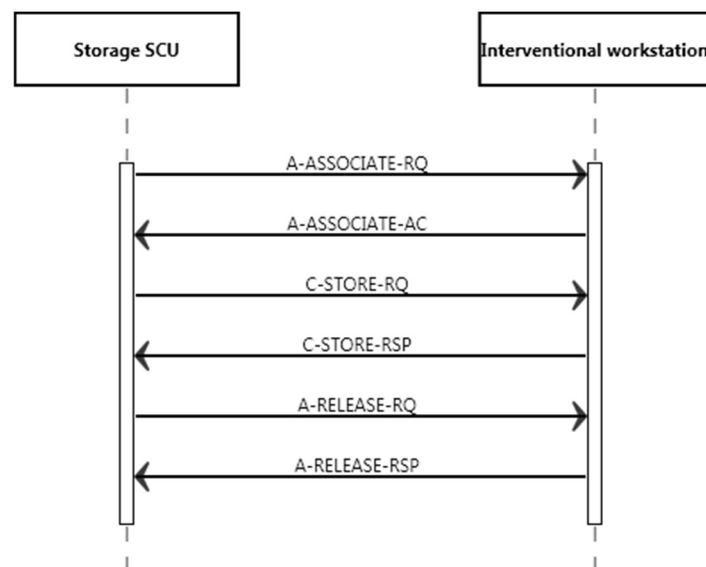 Storage SCU
Interventional workstation
A-ASSOCIATE-RQ
A-ASSOCIATE-AC
C-STORE-RQ
C-STORE-RSP
A-RELEASE-RQ
A-RELEASE-RSP